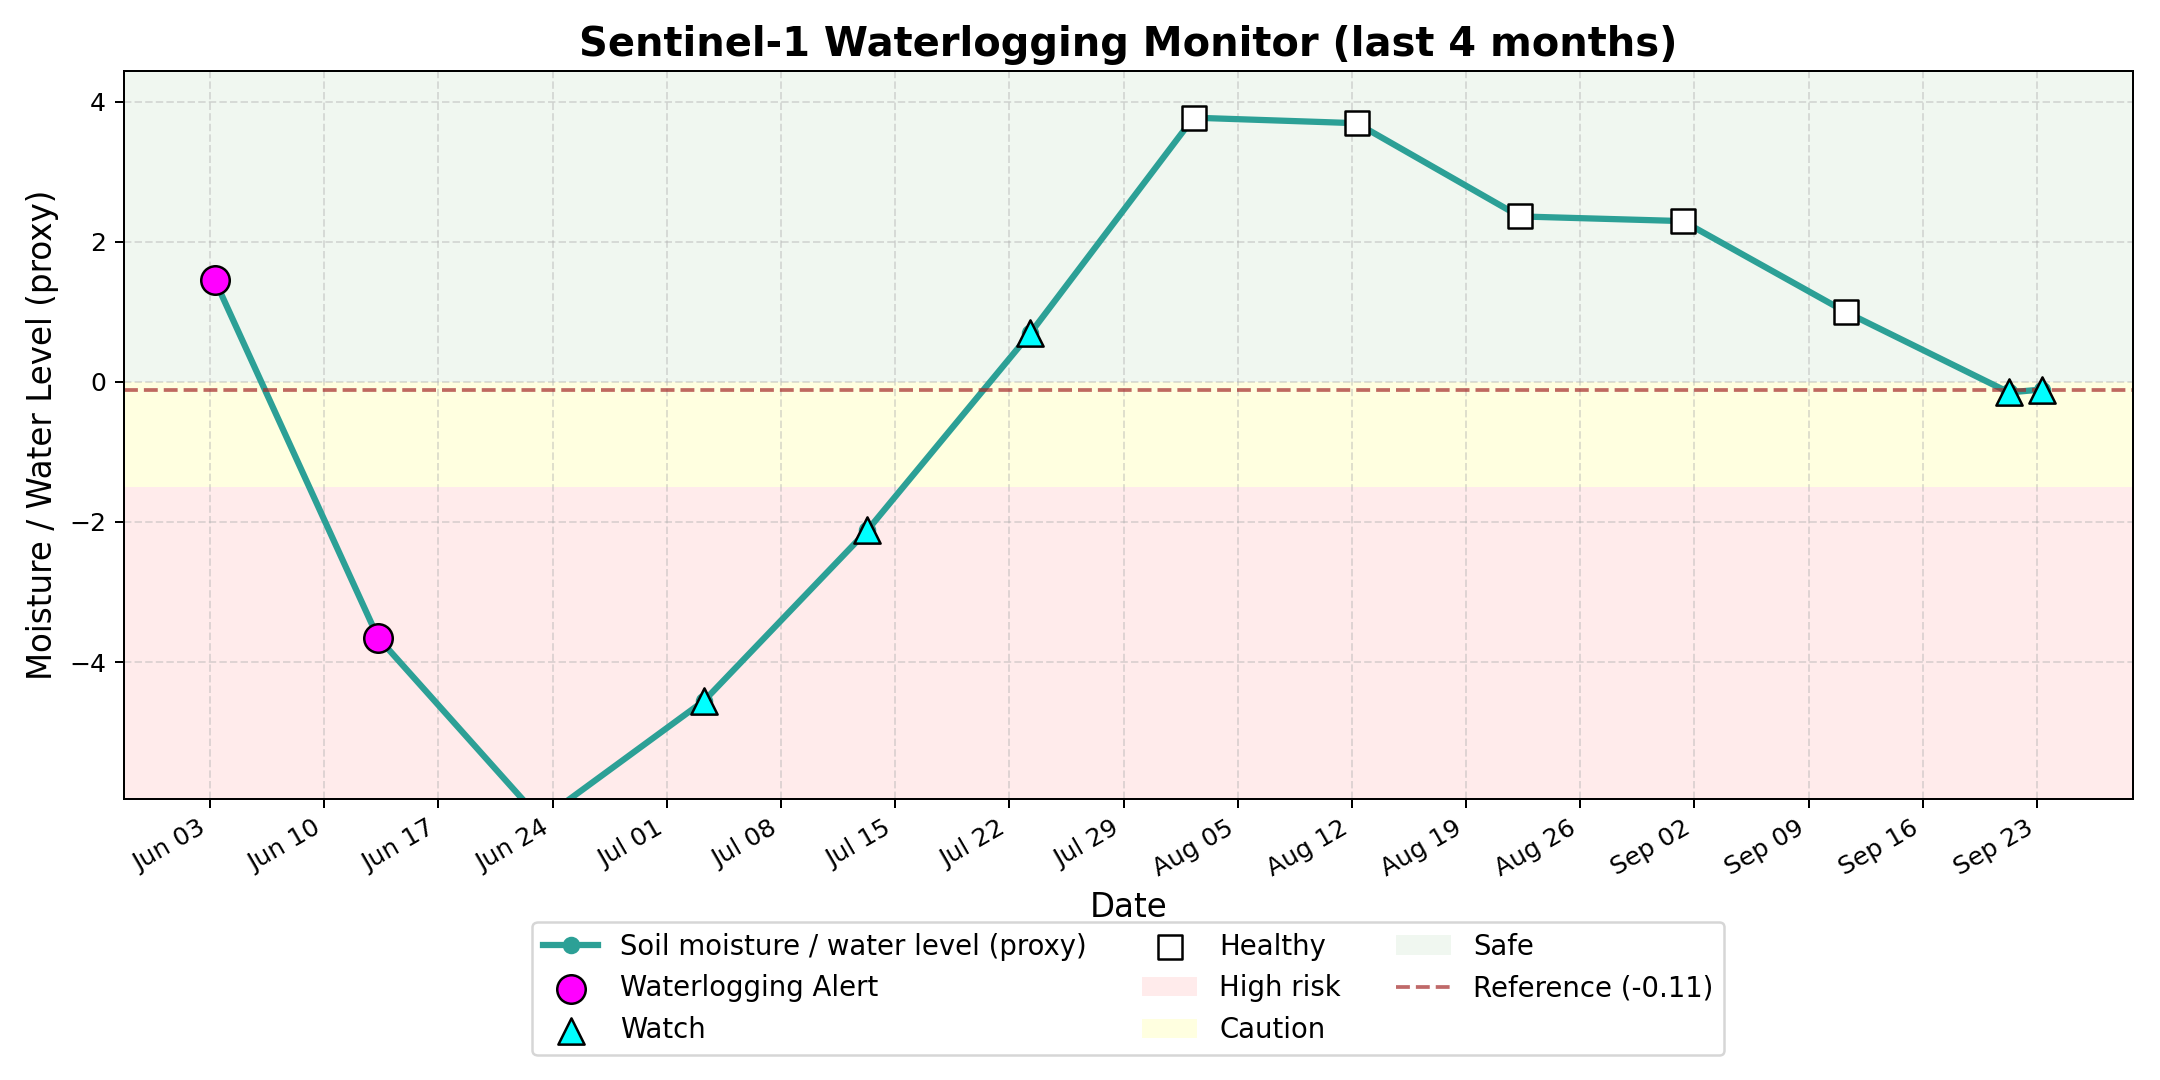 Sentinel-1 Waterlogging Monitor (last 4 months)
Moisture / Water Level (proxy)
4
2
0
−2
−4
Jun 03
Jun 10
Jun 17
Jun 24
Jul 01
Jul 08
Jul 15
Jul 22
Jul 29
Aug 05
Aug 12
Aug 19
Aug 26
Sep 02
Sep 09
Sep 16
Sep 23
Date
Soil moisture / water level (proxy)
Waterlogging Alert
Watch
Healthy
High risk
Caution
Safe
Reference (-0.11)